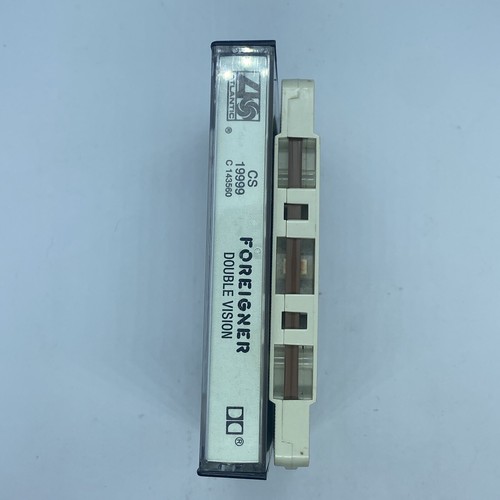 ATLANTIC
®
CS
19999
C 143560
FOREIGNER
DOUBLE VISION
®